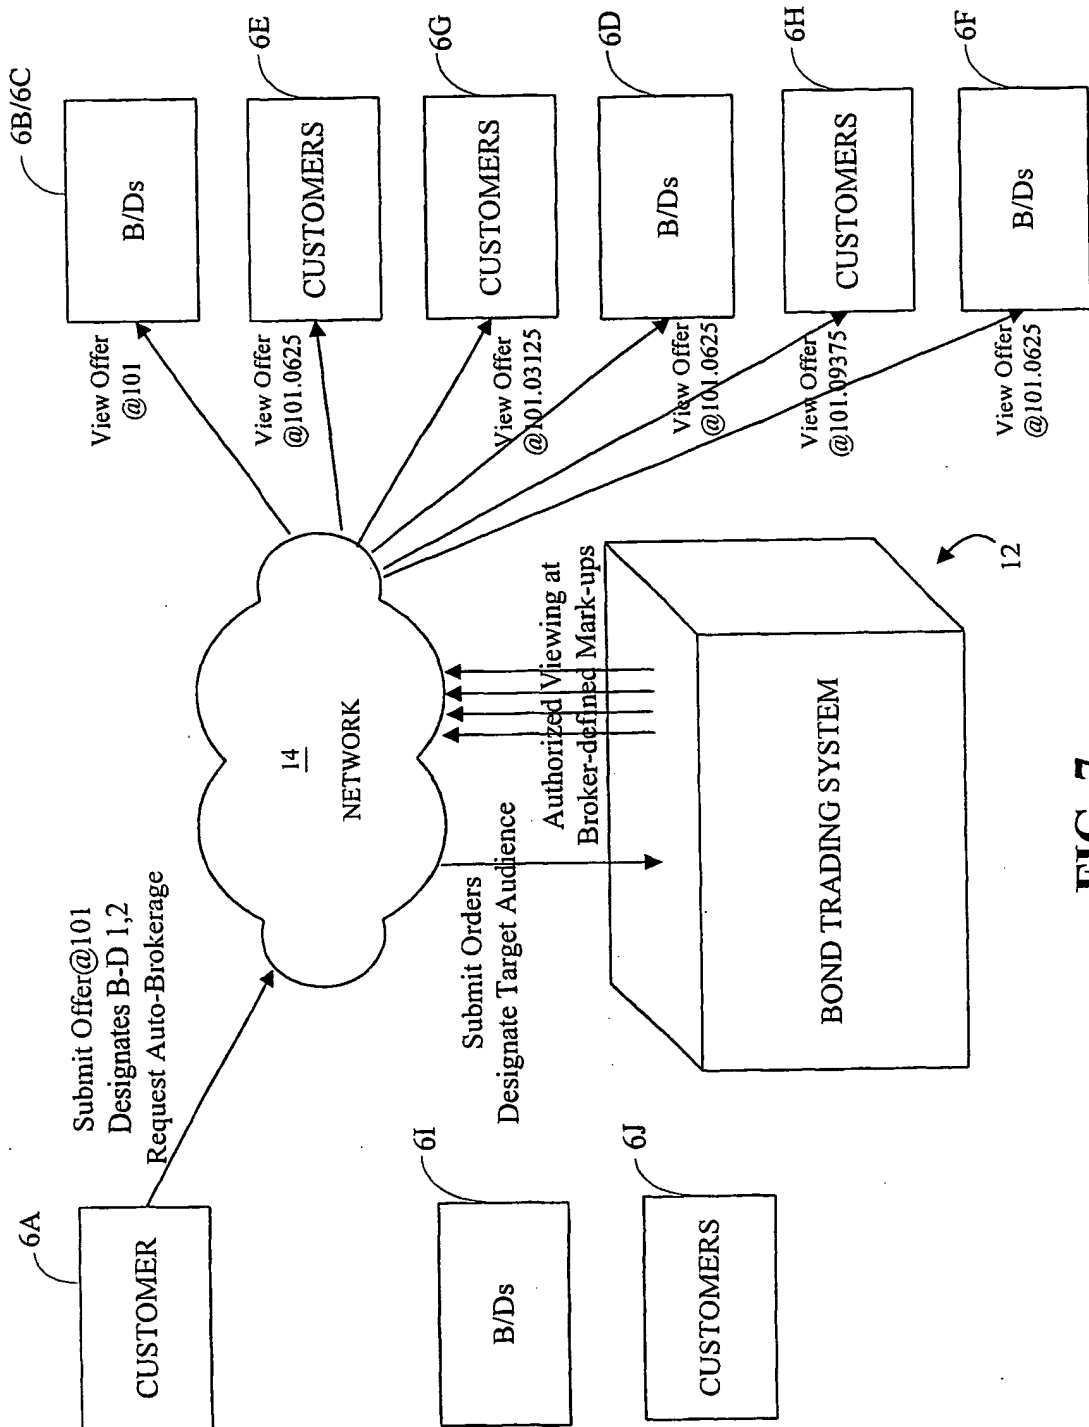 6A
CUSTOMER
Submit Offer@101
Designates B-D 1,2
Request Auto-Brokerage
6I
B/Ds
6J
CUSTOMERS
14
NETWORK
Submit Orders
Designate Target Audience
Authorized Viewing at
Broker-defined Mark-ups
BOND TRADING SYSTEM
12
View Offer
@101
B/Ds
6B/6C
View Offer
@101.0625
CUSTOMERS
6E
View Offer
@101.03125
CUSTOMERS
6G
View Offer
@101.0625
B/Ds
6D
View Offer
@101.09375
CUSTOMERS
6H
View Offer
@101.0625
B/Ds
6F
FIG. 7